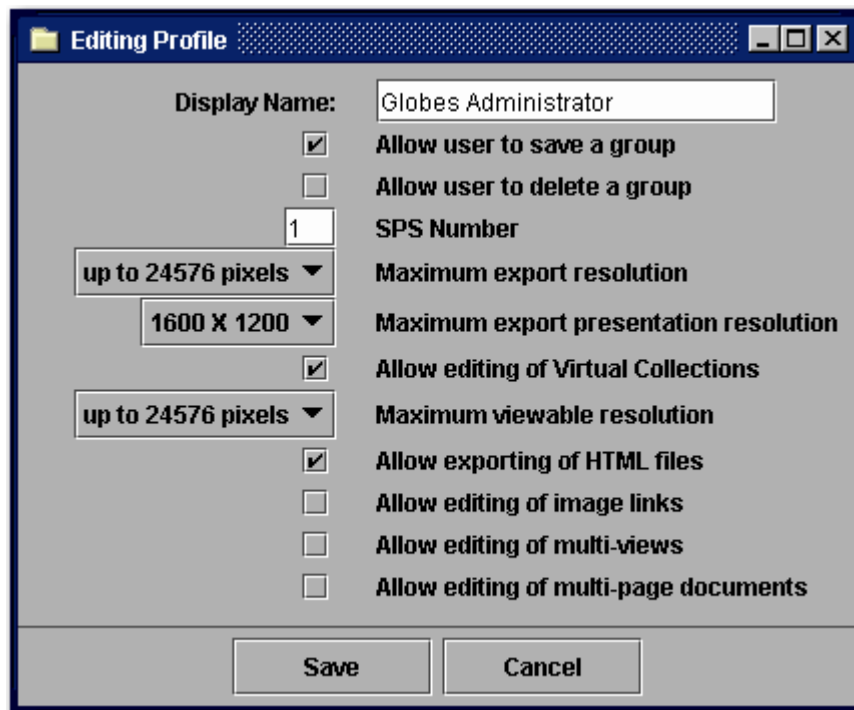 Editing Profile
Display Name: Globes Administrator
Allow user to save a group
Allow user to delete a group
1 SPS Number
up to 24576 pixels Maximum export resolution
1600 X 1200 Maximum export presentation resolution
Allow editing of Virtual Collections
up to 24576 pixels Maximum viewable resolution
Allow exporting of HTML files
Allow editing of image links
Allow editing of multi-views
Allow editing of multi-page documents
Save Cancel